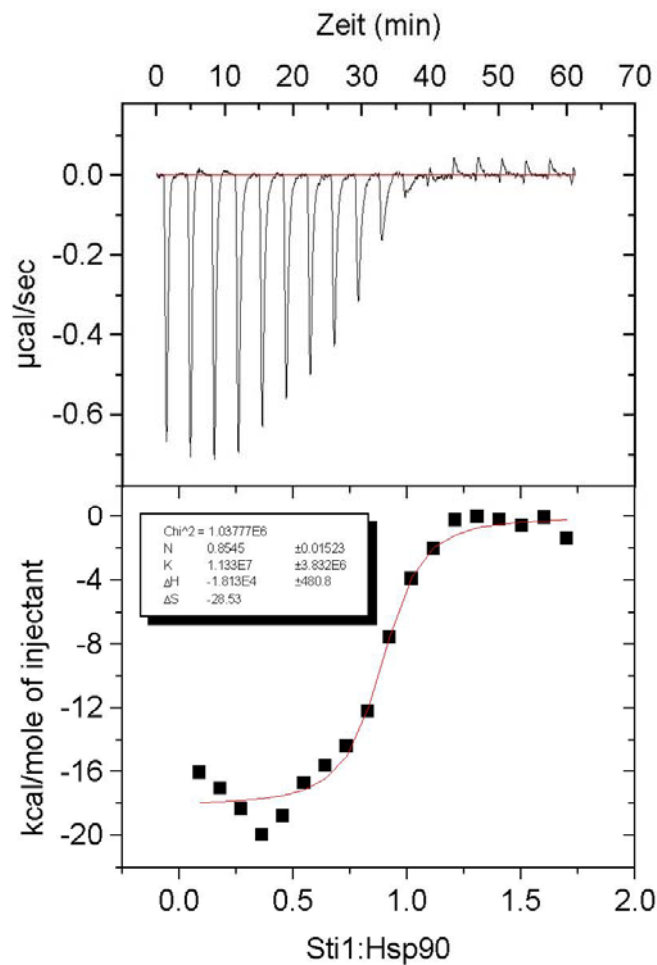 Zeit (min)
0 10 20 30 40 50 60 70
0.0
-0.2
-0.4
-0.6
µcal/sec
0
-4
-8
-12
-16
-20
kcal/mole of injectant
Chi^2 = 1.03777E6
N 0.8545 ±0.01523
K 1.133E7 ±3.832E6
ΔH -1.813E4 ±480.8
ΔS -28.53
0.0 0.5 1.0 1.5 2.0
Sti1:Hsp90